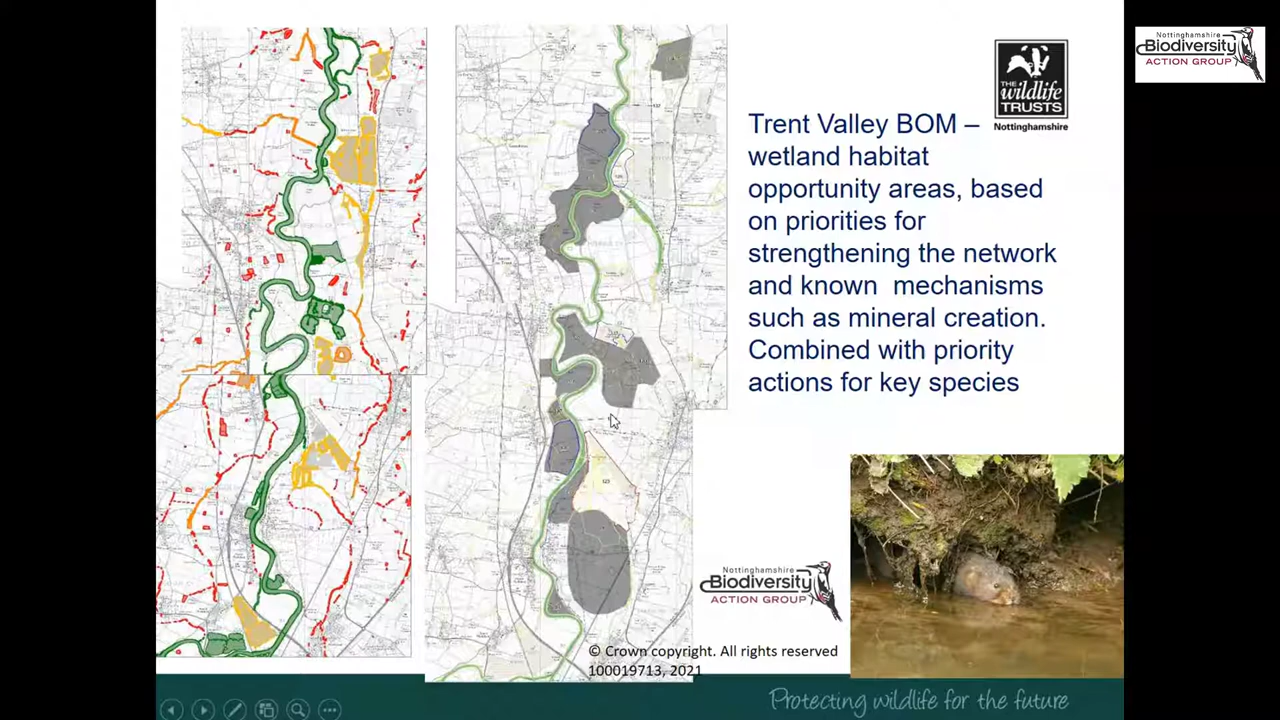 Nottinghamshire
Biodiversity
ACTION GROUP
THE
wildlife
TRUSTS
Nottinghamshire
Trent Valley BOM –
wetland habitat
opportunity areas, based
on priorities for
strengthening the network
and known mechanisms
such as mineral creation.
Combined with priority
actions for key species
Nottinghamshire
Biodiversity
ACTION GROUP
© Crown copyright. All rights reserved
100019713, 2021
Protecting wildlife for the future